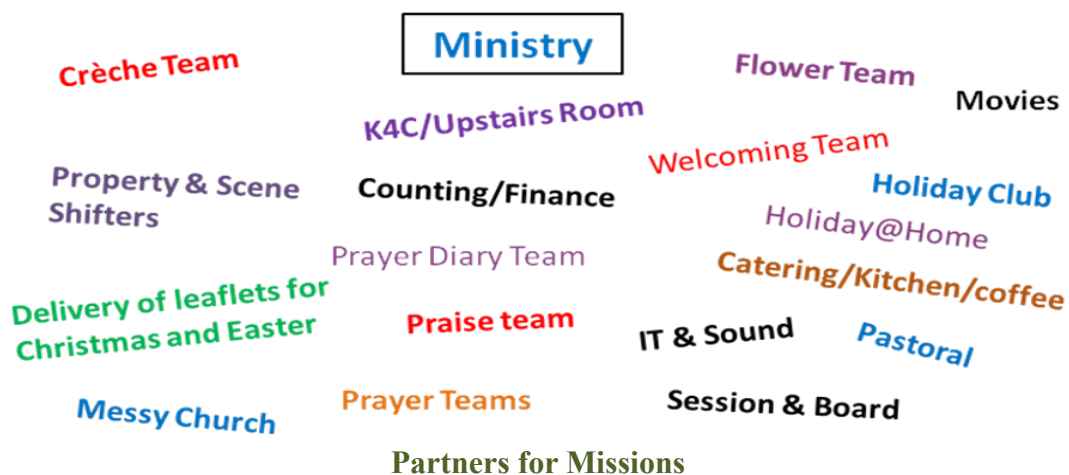 Ministry
Crèche Team
Flower Team
Movies
K4C/Upstairs Room
Welcoming Team
Property & Scene
Shifters
Counting/Finance
Holiday Club
Holiday@Home
Prayer Diary Team
Catering/Kitchen/coffee
Delivery of leaflets for
Christmas and Easter
Praise team
IT & Sound
Pastoral
Messy Church
Prayer Teams
Session & Board
Partners for Missions